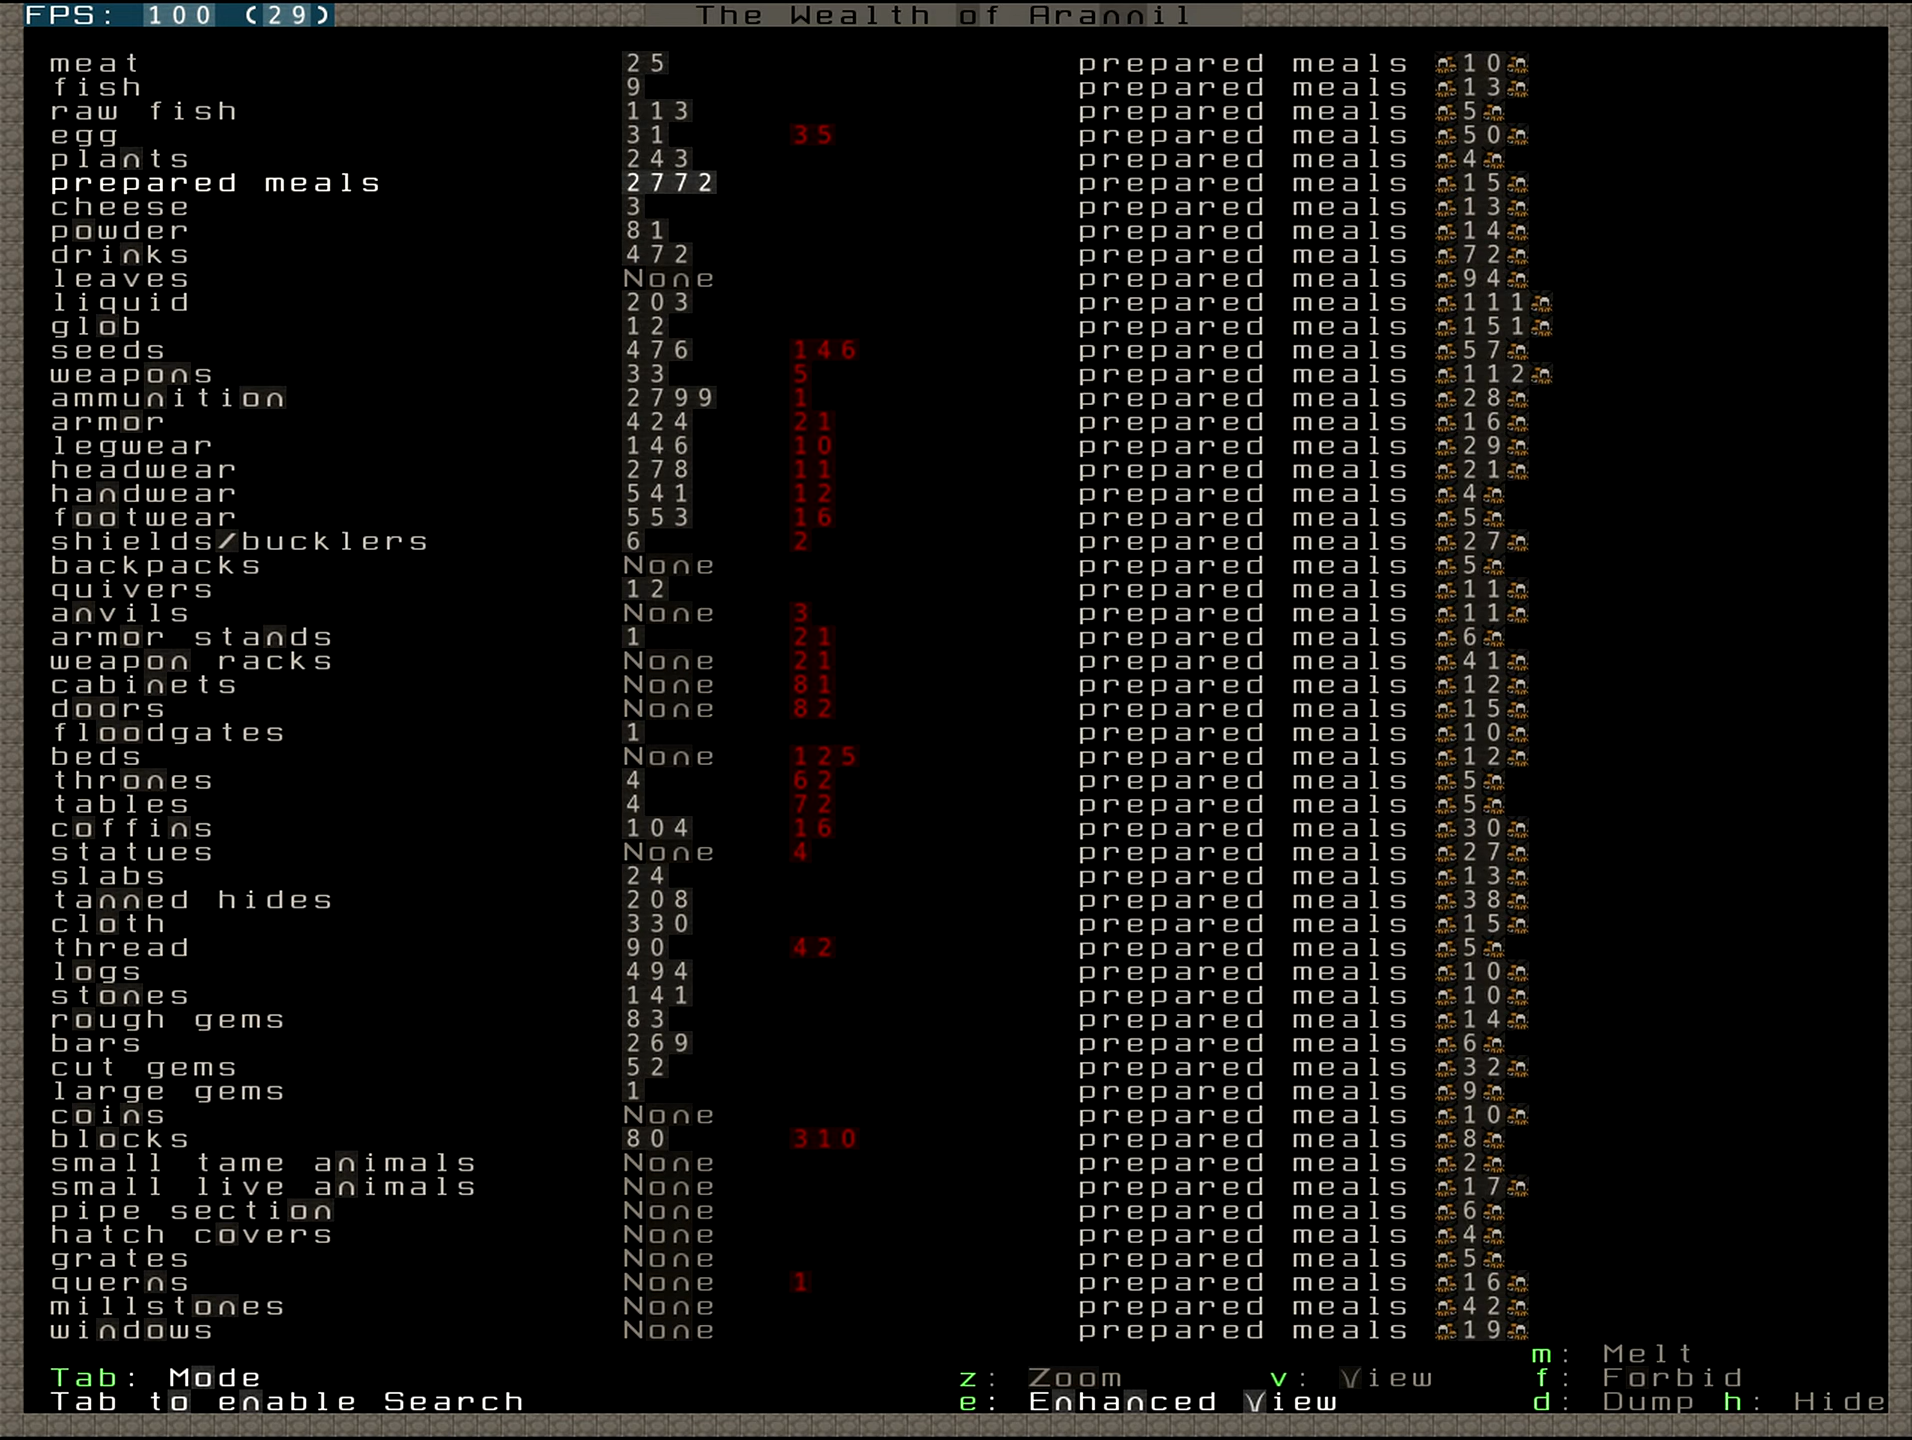 FPS: 100 (29) The Wealth of Arannil
meat 25 prepared meals 10
fish 9 prepared meals 13
raw fish 113 prepared meals 5
egg 31 35 prepared meals 50
plants 243 prepared meals 4
prepared meals 2772 prepared meals 15
cheese 3 prepared meals 13
powder 81 prepared meals 14
drinks 472 prepared meals 72
leaves None prepared meals 94
liquid 203 prepared meals 111
glob 12 prepared meals 151
seeds 476 146 prepared meals 57
weapons 33 5 prepared meals 112
ammunition 2799 1 prepared meals 28
armor 424 21 prepared meals 16
legwear 146 10 prepared meals 29
headwear 278 11 prepared meals 21
handwear 541 12 prepared meals 4
footwear 553 16 prepared meals 5
shields/bucklers 6 2 prepared meals 27
backpacks None prepared meals 5
quivers 12 prepared meals 11
anvils None 3 prepared meals 11
armor stands 1 21 prepared meals 6
weapon racks None 21 prepared meals 41
cabinets None 81 prepared meals 12
doors None 82 prepared meals 15
floodgates 1 prepared meals 10
beds None 125 prepared meals 12
thrones 4 62 prepared meals 5
tables 4 72 prepared meals 5
coffins 104 16 prepared meals 30
statues None 4 prepared meals 27
slabs 24 prepared meals 13
tanned hides 208 prepared meals 38
cloth 330 prepared meals 15
thread 90 42 prepared meals 5
logs 494 prepared meals 10
stones 141 prepared meals 10
rough gems 83 prepared meals 14
bars 269 prepared meals 6
cut gems 52 prepared meals 32
large gems 1 prepared meals 9
coins None prepared meals 10
blocks 80 310 prepared meals 8
small tame animals None prepared meals 2
small live animals None prepared meals 17
pipe section None prepared meals 6
hatch covers None prepared meals 4
grates None prepared meals 5
querns None 1 prepared meals 16
millstones None prepared meals 42
windows None prepared meals 19
m: Melt
Tab: Mode z: Zoom v: View f: Forbid
Tab to enable Search e: Enhanced View d: Dump h: Hide